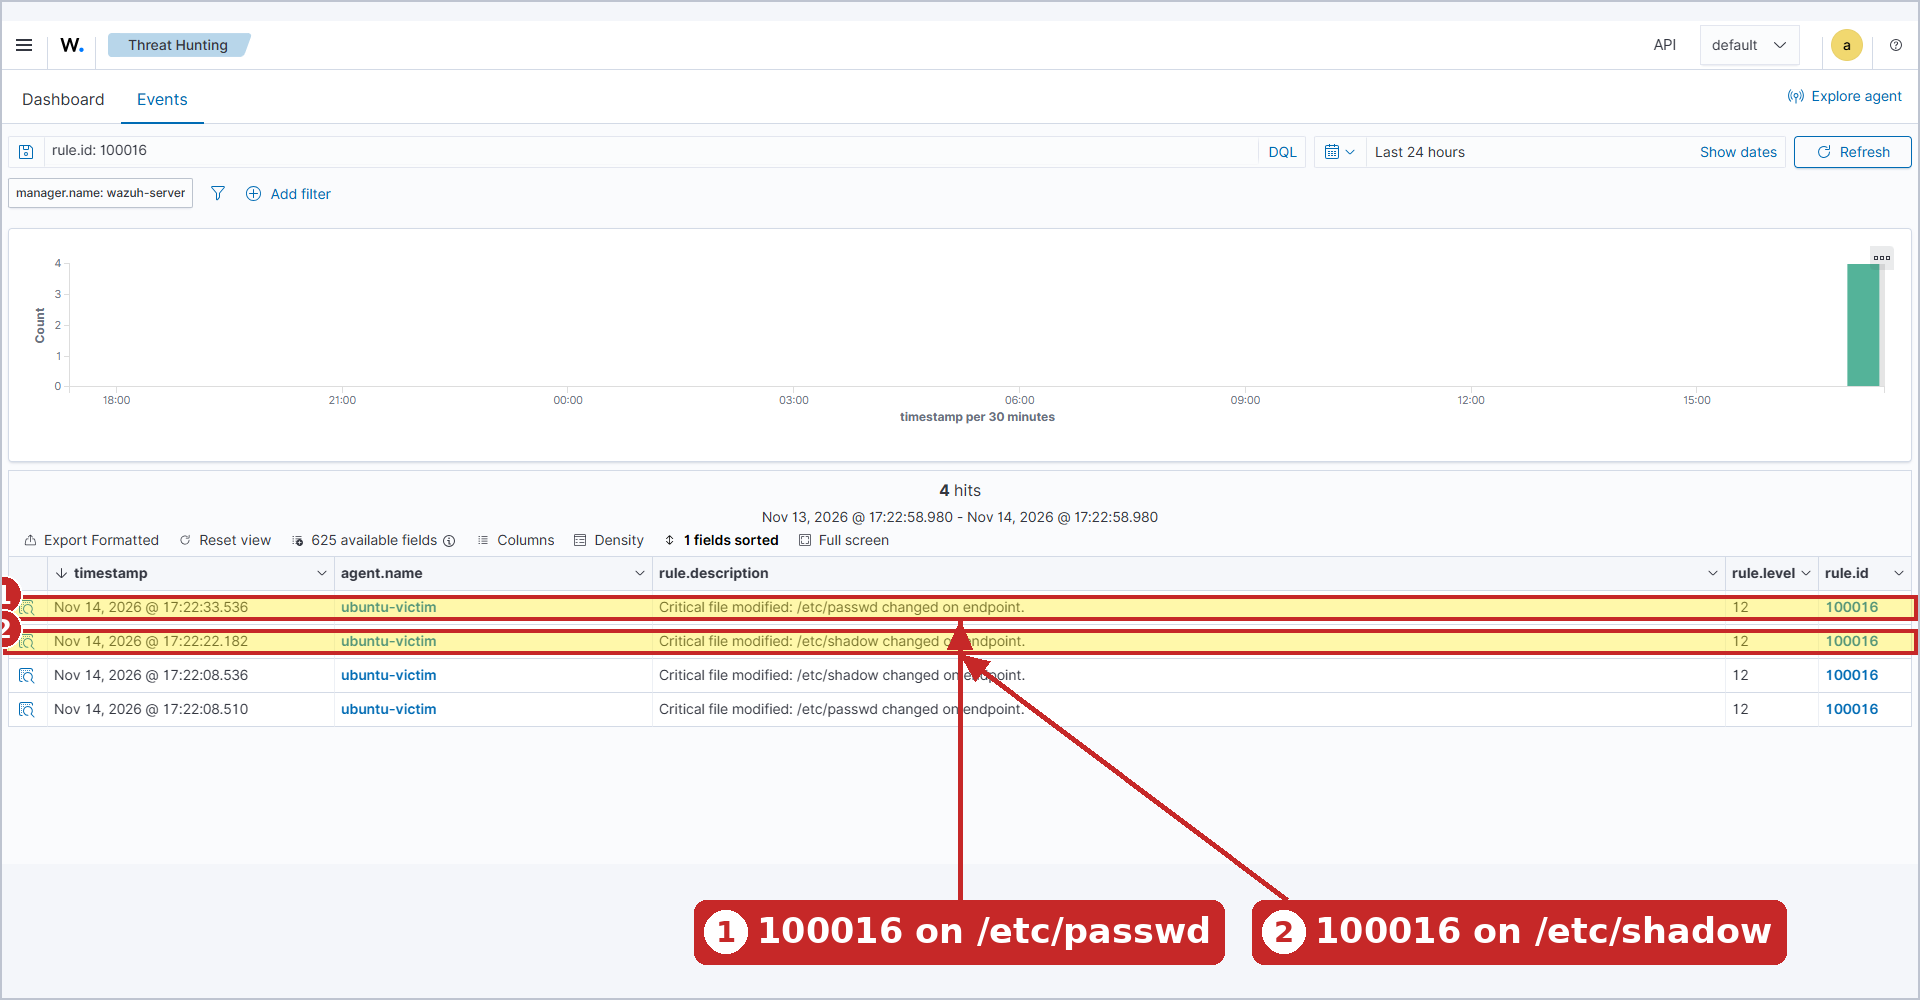 W. Threat Hunting API default a
Dashboard Events Explore agent
rule.id: 100016 DQL Last 24 hours Show dates Refresh
manager.name: wazuh-server Add filter
4
3
2
1
0
Count
18:00 21:00 00:00 03:00 06:00 09:00 12:00 15:00
timestamp per 30 minutes
4 hits
Nov 13, 2026 @ 17:22:58.980 - Nov 14, 2026 @ 17:22:58.980
Export Formatted Reset view 625 available fields Columns Density 1 fields sorted Full screen
timestamp agent.name rule.description rule.level rule.id
1 Nov 14, 2026 @ 17:22:33.536 ubuntu-victim Critical file modified: /etc/passwd changed on endpoint. 12 100016
2 Nov 14, 2026 @ 17:22:22.182 ubuntu-victim Critical file modified: /etc/shadow changed on endpoint. 12 100016
Nov 14, 2026 @ 17:22:08.536 ubuntu-victim Critical file modified: /etc/shadow changed on endpoint. 12 100016
Nov 14, 2026 @ 17:22:08.510 ubuntu-victim Critical file modified: /etc/passwd changed on endpoint. 12 100016
1 100016 on /etc/passwd
2 100016 on /etc/shadow